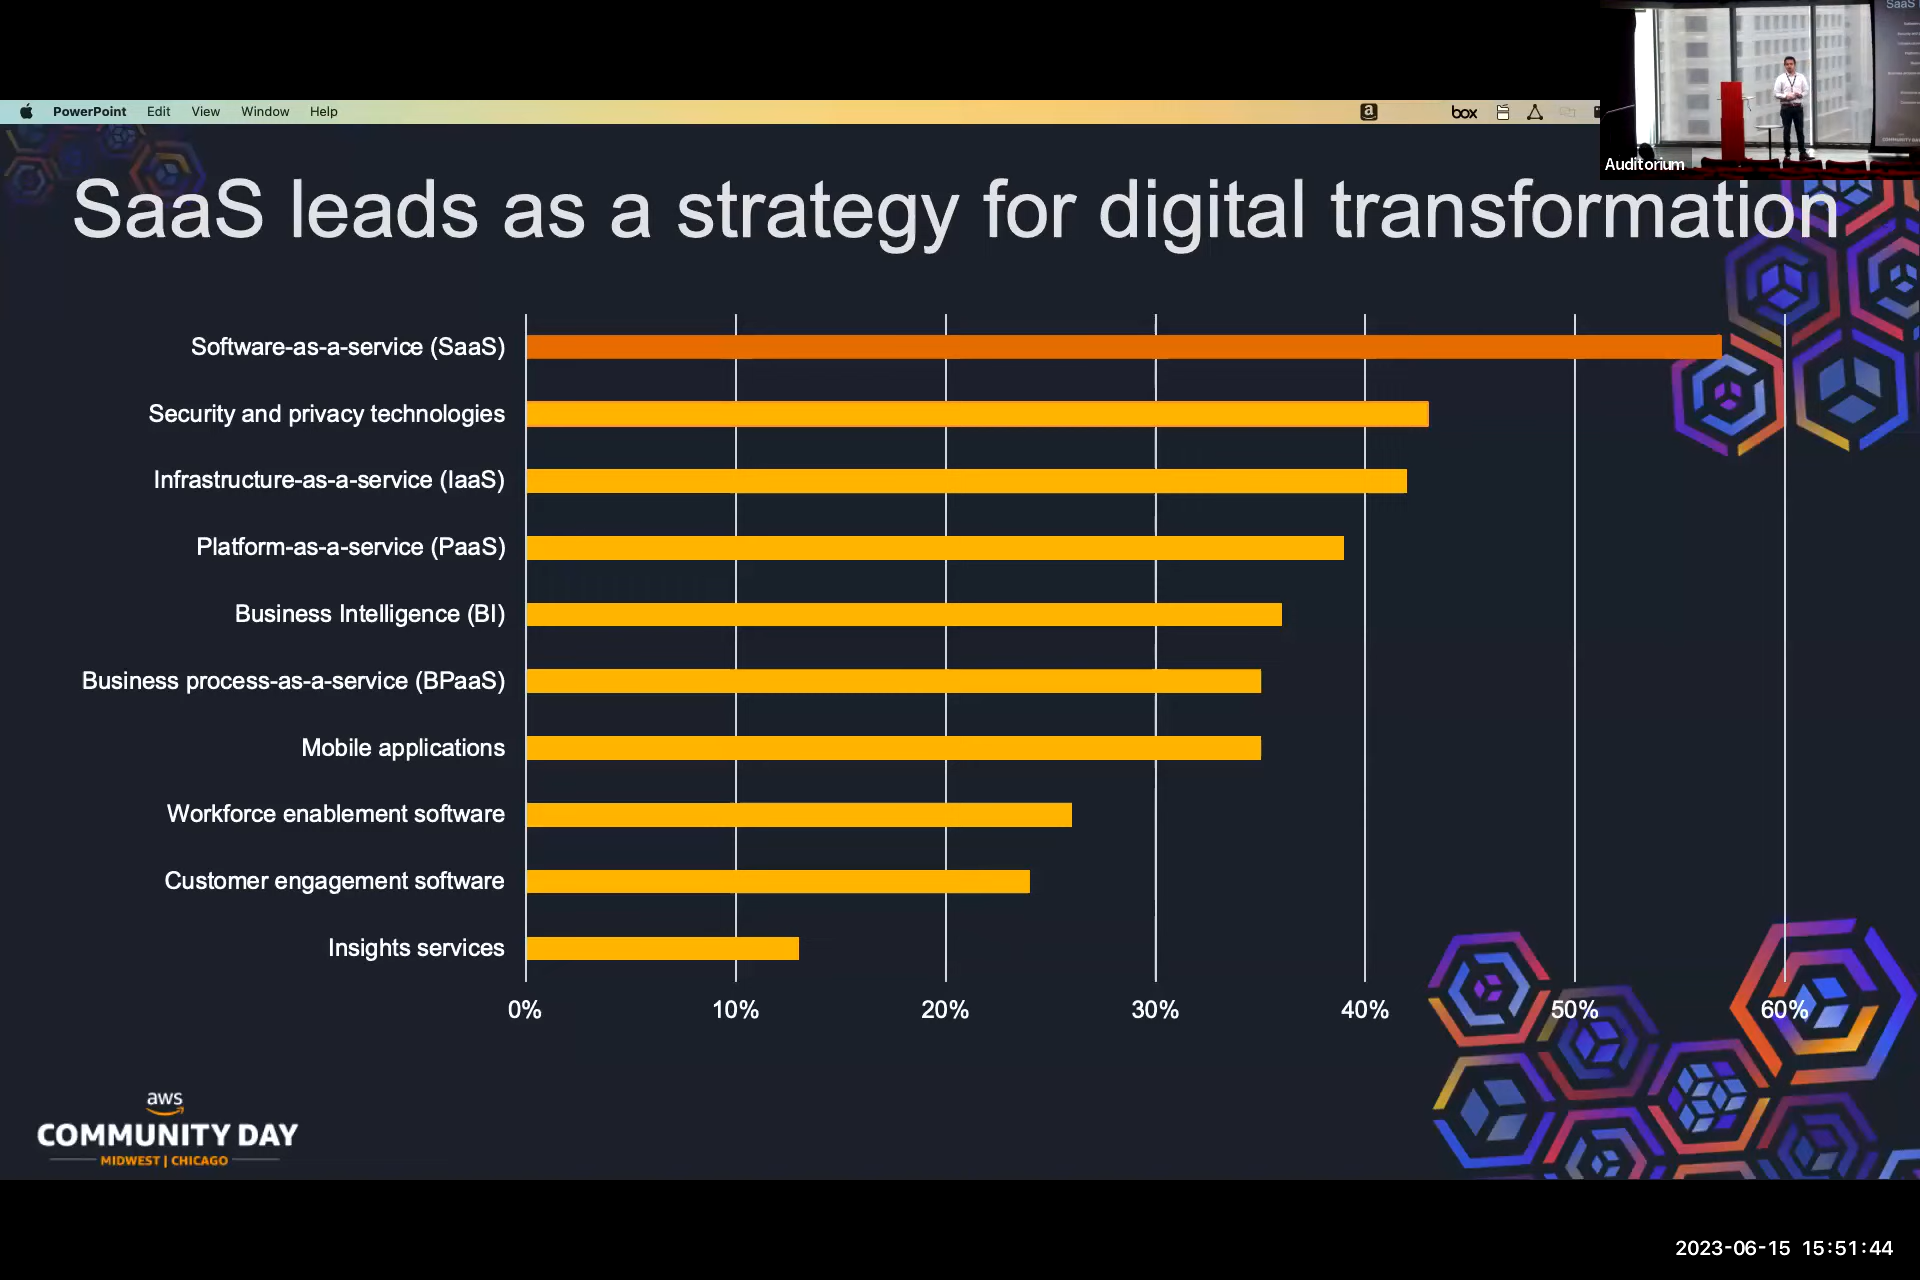 PowerPoint Edit View Window Help
box
SaaS
Auditorium
SaaS leads as a strategy for digital transformation
Software-as-a-service (SaaS)
Security and privacy technologies
Infrastructure-as-a-service (IaaS)
Platform-as-a-service (PaaS)
Business Intelligence (BI)
Business process-as-a-service (BPaaS)
Mobile applications
Workforce enablement software
Customer engagement software
Insights services
0% 10% 20% 30% 40% 50% 60%
aws
COMMUNITY DAY
MIDWEST | CHICAGO
2023-06-15 15:51:44